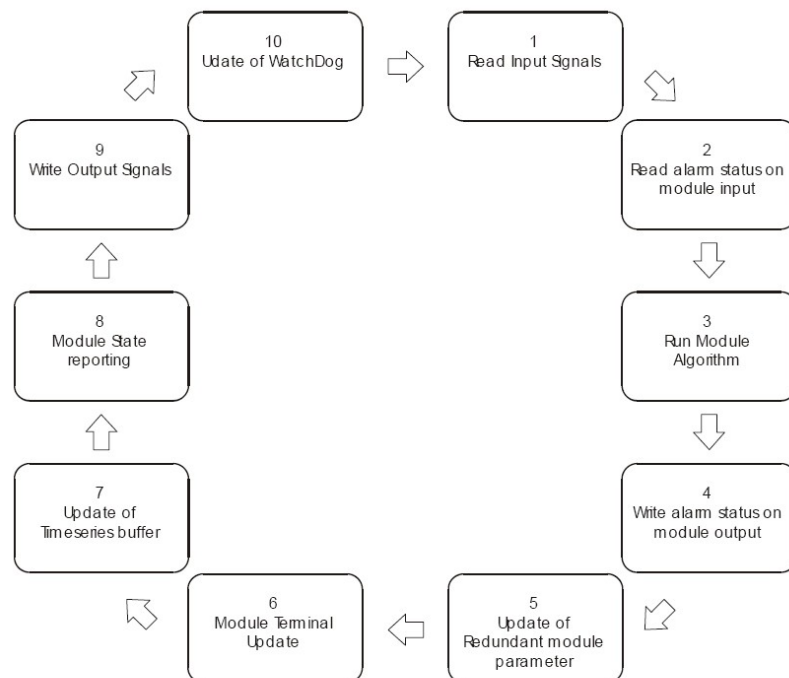 10
Udate of WatchDog
1
Read Input Signals
2
Read alarm status on
module input
3
Run Module
Algorithm
4
Write alarm status on
module output
5
Update of
Redundant module
parameter
6
Module Terminal
Update
7
Update of
Timeseries buffer
8
Module State
reporting
9
Write Output Signals